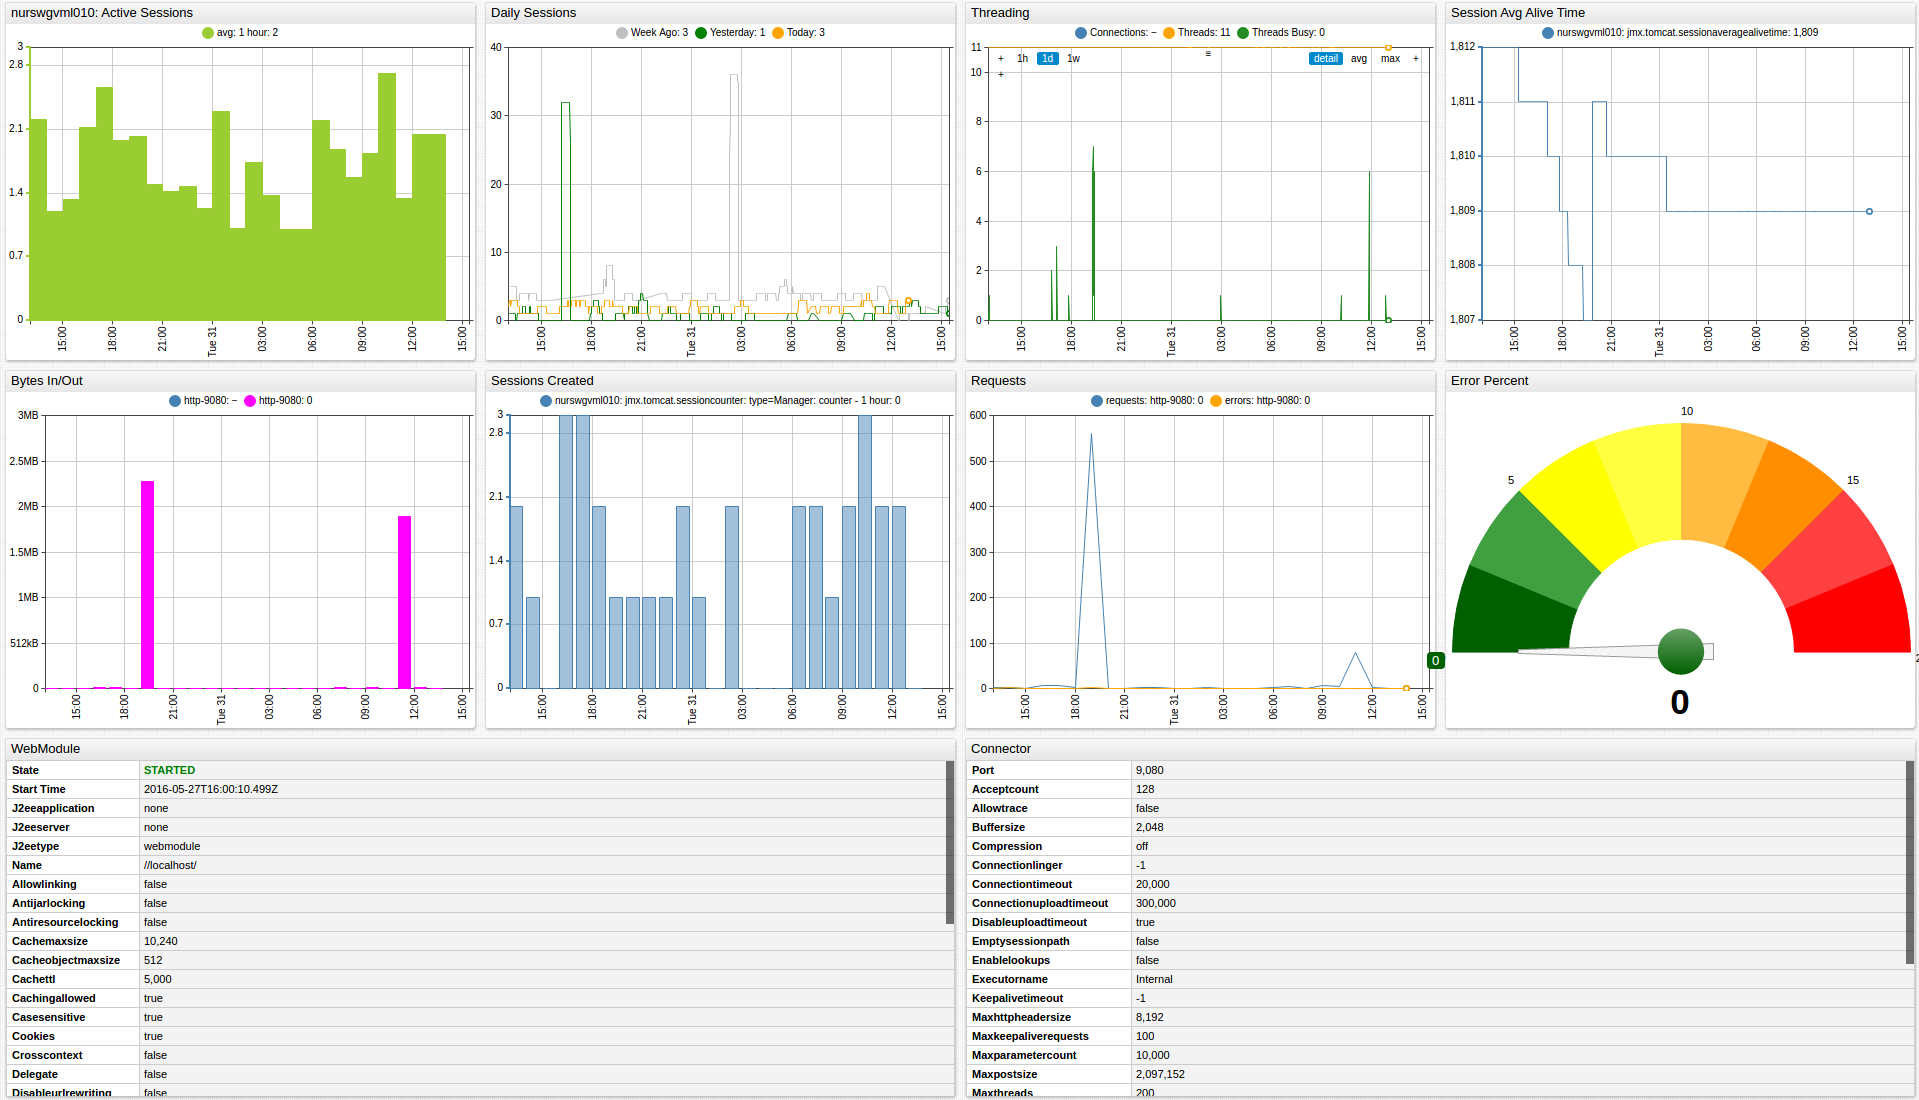 nurswgvml010: Active Sessions
avg: 1 hour: 2
3
2.8
2.1
1.4
0.7
0
15:00
18:00
21:00
Tue 31
03:00
06:00
09:00
12:00
15:00
Daily Sessions
Week Ago: 3 Yesterday: 1 Today: 3
40
30
20
10
0
15:00
18:00
21:00
Tue 31
03:00
06:00
09:00
12:00
15:00
Threading
Connections: − Threads: 11 Threads Busy: 0
+ 1h 1d 1w ≡ detail avg max +
+
11
10
8
6
4
2
0
15:00
18:00
21:00
Tue 31
03:00
06:00
09:00
12:00
15:00
Session Avg Alive Time
nurswgvml010: jmx.tomcat.sessionaveragealivetime: 1,809
1,812
1,811
1,810
1,809
1,808
1,807
15:00
18:00
21:00
Tue 31
03:00
06:00
09:00
12:00
15:00
Bytes In/Out
http-9080: − http-9080: 0
3MB
2.5MB
2MB
1.5MB
1MB
512kB
0
15:00
18:00
21:00
Tue 31
03:00
06:00
09:00
12:00
15:00
Sessions Created
nurswgvml010: jmx.tomcat.sessioncounter: type=Manager: counter - 1 hour: 0
3
2.8
2.1
1.4
0.7
0
15:00
18:00
21:00
Tue 31
03:00
06:00
09:00
12:00
15:00
Requests
requests: http-9080: 0 errors: http-9080: 0
600
500
400
300
200
100
0
15:00
18:00
21:00
Tue 31
03:00
06:00
09:00
12:00
15:00
Error Percent
10
5
15
0
0
WebModule
State STARTED
Start Time 2016-05-27T16:00:10.499Z
J2eeapplication none
J2eeserver none
J2eetype webmodule
Name //localhost/
Allowlinking false
Antijarlocking false
Antiresourcelocking false
Cachemaxsize 10,240
Cacheobjectmaxsize 512
Cachettl 5,000
Cachingallowed true
Casesensitive true
Cookies true
Crosscontext false
Delegate false
Disableurlrewriting false
Connector
Port 9,080
Acceptcount 128
Allowtrace false
Buffersize 2,048
Compression off
Connectionlinger -1
Connectiontimeout 20,000
Connectionuploadtimeout 300,000
Disableuploadtimeout true
Emptysessionpath false
Enablelookups false
Executorname Internal
Keepalivetimeout -1
Maxhttpheadersize 8,192
Maxkeepaliverequests 100
Maxparametercount 10,000
Maxpostsize 2,097,152
Maxthreads 200